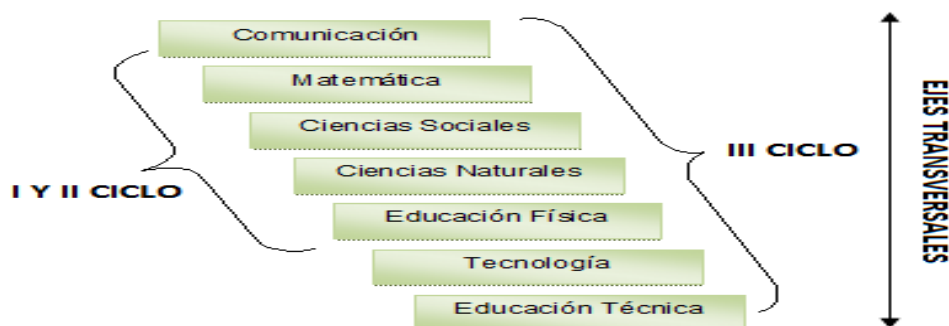 Comunicación
Matemática
Ciencias Sociales
Ciencias Naturales
Educación Física
Tecnología
Educación Técnica
I Y II CICLO
III CICLO
EJES TRANSVERSALES